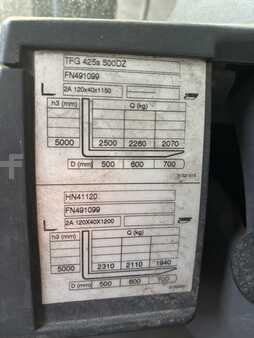 TFG 425s 500DZ
FN491099
2A 120x40x1150
h3 (mm) Q (kg)
5000 2500 2260 2070
D (mm) 500 600 700
HN41120
FN491099
2A 120X40X1200
h3 (mm) Q (kg)
5000 2310 2110 1940
D (mm) 500 600 700